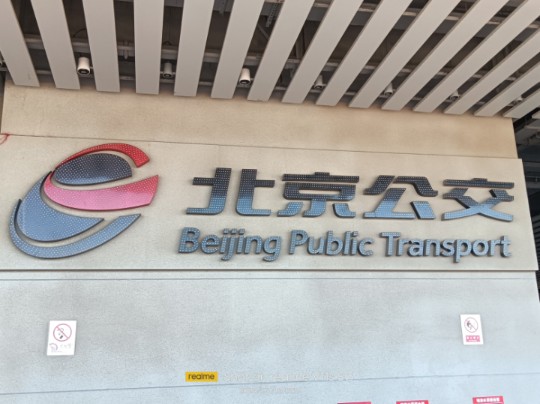 北京公交
Beijing Public Transport
realme